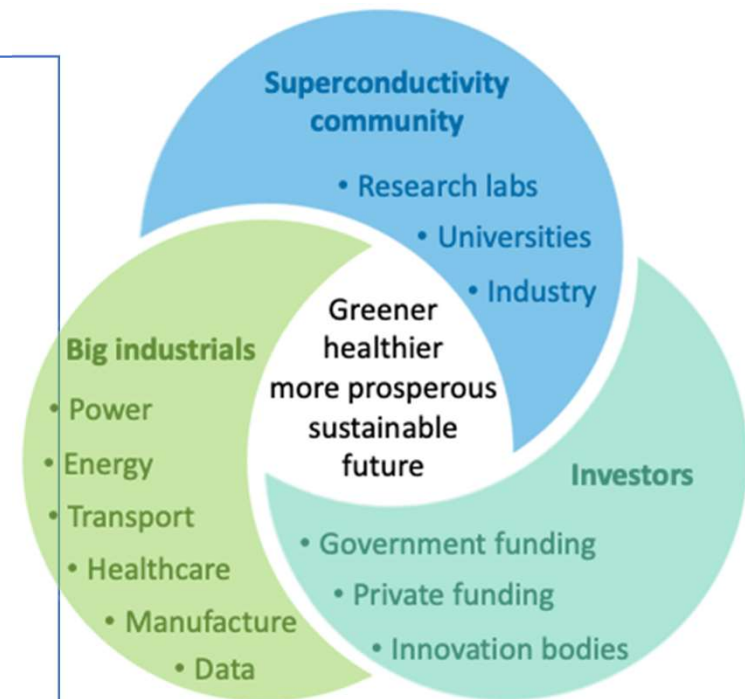 Superconductivity
community
• Research labs
• Universities
• Industry
Greener
healthier
more prosperous
sustainable
future
Big industrials
• Power
• Energy
• Transport
• Healthcare
• Manufacture
• Data
Investors
• Government funding
• Private funding
• Innovation bodies